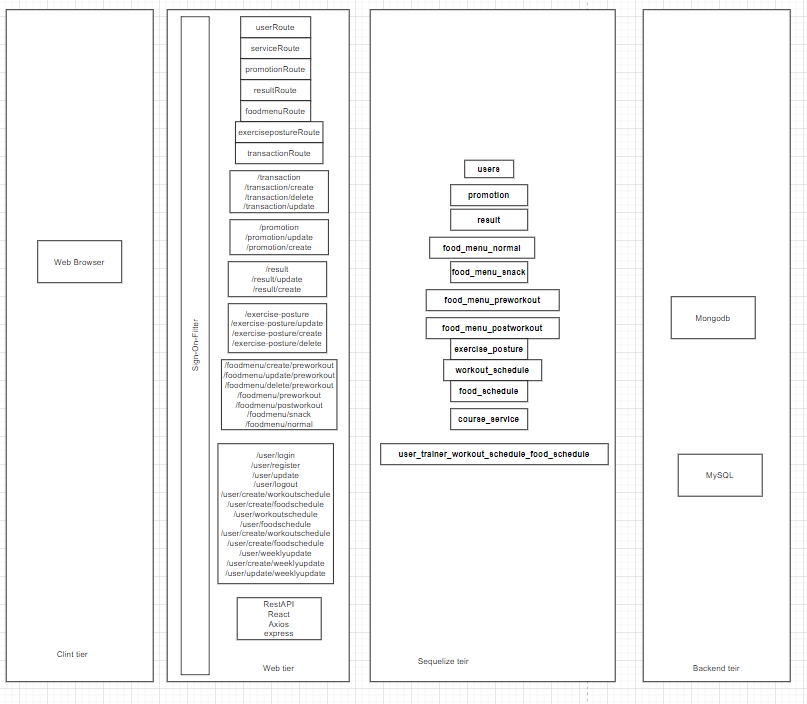 Web Browser
Clint tier
Sign-On-Filter
userRoute
serviceRoute
promotionRoute
resultRoute
foodmenuRoute
exercisepostureRoute
transactionRoute
/transaction
/transaction/create
/transaction/delete
/transaction/update
/promotion
/promotion/update
/promotion/create
/result
/result/update
/result/create
/exercise-posture
/exercise-posture/update
/exercise-posture/create
/exercise-posture/delete
/foodmenu/create/preworkout
/foodmenu/update/preworkout
/foodmenu/delete/preworkout
/foodmenu/preworkout
/foodmenu/postworkout
/foodmenu/snack
/foodmenu/normal
/user/login
/user/register
/user/update
/user/logout
/user/create/workoutschedule
/user/create/foodschedule
/user/workoutschedule
/user/foodschedule
/user/create/workoutschedule
/user/create/foodschedule
/user/weeklyupdate
/user/create/weeklyupdate
/user/update/weeklyupdate
RestAPI
React
Axios
express
Web tier
users
promotion
result
food_menu_normal
food_menu_snack
food_menu_preworkout
food_menu_postworkout
exercise_posture
workout_schedule
food_schedule
course_service
user_trainer_workout_schedule_food_schedule
Sequelize teir
Mongodb
MySQL
Backend teir